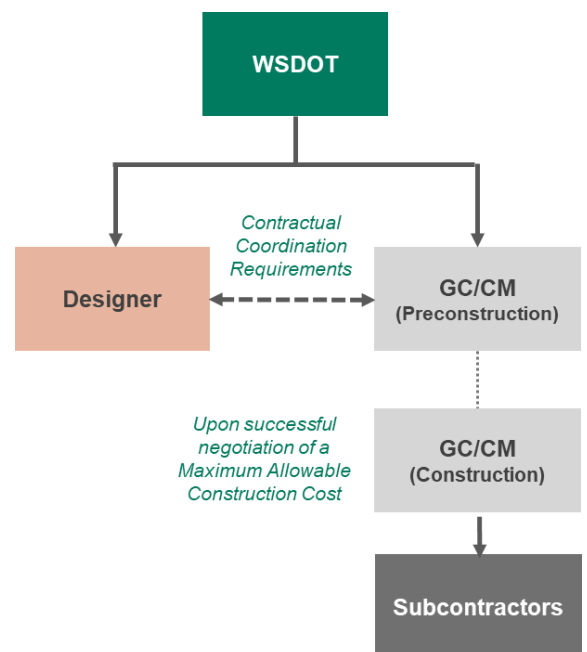 WSDOT
Contractual
Coordination
Requirements
Designer
GC/CM
(Preconstruction)
Upon successful
negotiation of a
Maximum Allowable
Construction Cost
GC/CM
(Construction)
Subcontractors